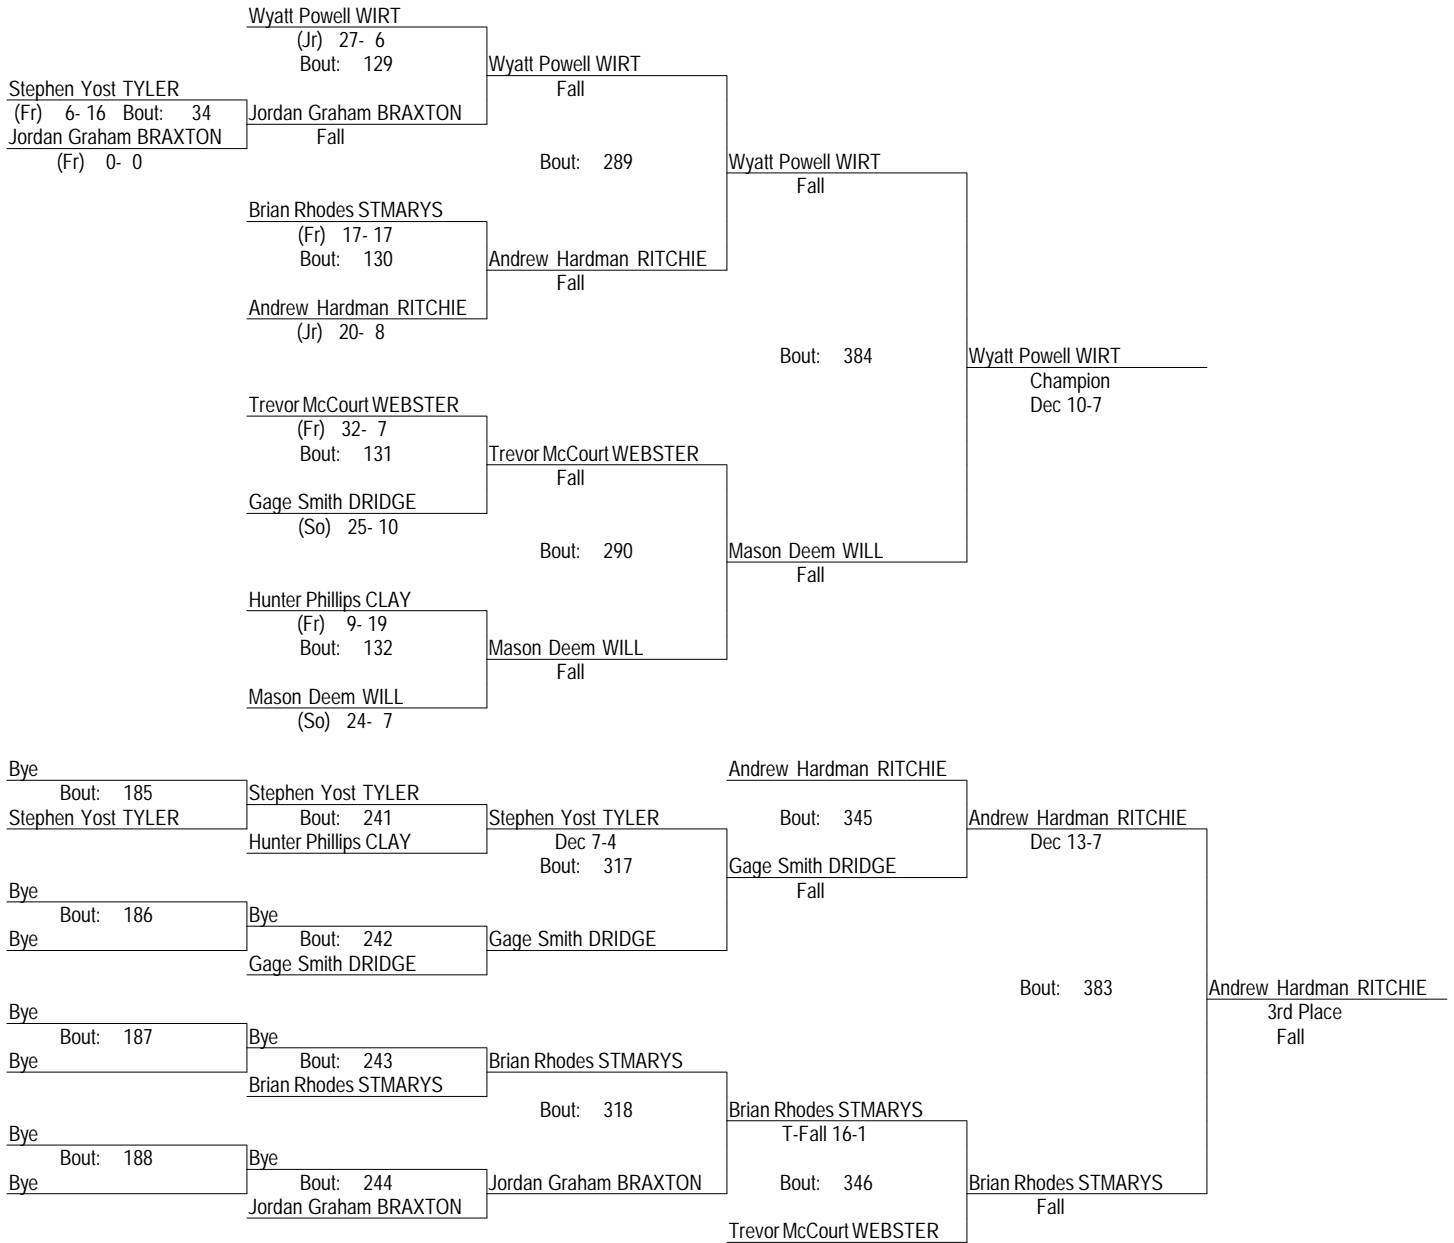 Wyatt Powell WIRT
(Jr) 27- 6
Bout: 129
Wyatt Powell WIRT
Fall
Stephen Yost TYLER
(Fr) 6- 16 Bout: 34
Jordan Graham BRAXTON
Jordan Graham BRAXTON
Fall
(Fr) 0- 0
Bout: 289
Wyatt Powell WIRT
Fall
Brian Rhodes STMARYS
(Fr) 17- 17
Bout: 130
Andrew Hardman RITCHIE
Fall
Andrew Hardman RITCHIE
(Jr) 20- 8
Bout: 384
Wyatt Powell WIRT
Champion
Dec 10-7
Trevor McCourt WEBSTER
(Fr) 32- 7
Bout: 131
Trevor McCourt WEBSTER
Fall
Gage Smith DRIDGE
(So) 25- 10
Bout: 290
Mason Deem WILL
Fall
Hunter Phillips CLAY
(Fr) 9- 19
Bout: 132
Mason Deem WILL
Fall
Mason Deem WILL
(So) 24- 7
Bye
Bout: 185
Stephen Yost TYLER
Stephen Yost TYLER
Bout: 241
Hunter Phillips CLAY
Stephen Yost TYLER
Dec 7-4
Bout: 317
Andrew Hardman RITCHIE
Bout: 345
Gage Smith DRIDGE
Fall
Andrew Hardman RITCHIE
Dec 13-7
Bye
Bout: 186
Bye
Bye
Bout: 242
Gage Smith DRIDGE
Gage Smith DRIDGE
Bout: 383
Andrew Hardman RITCHIE
3rd Place
Fall
Bye
Bout: 187
Bye
Bye
Bout: 243
Brian Rhodes STMARYS
Brian Rhodes STMARYS
Bout: 318
Brian Rhodes STMARYS
T-Fall 16-1
Bye
Bout: 188
Bye
Bye
Bout: 244
Jordan Graham BRAXTON
Jordan Graham BRAXTON
Bout: 346
Trevor McCourt WEBSTER
Brian Rhodes STMARYS
Fall